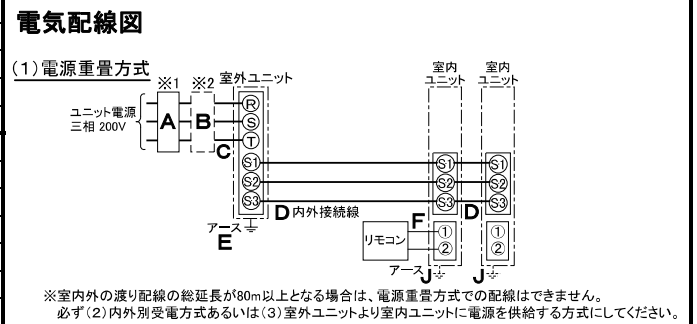 電気配線図
(1)電源重畳方式
※1 ※2 室外ユニット
室内ユニット
室内ユニット
ユニット電源
三相 200V
A
B
C
R
S
T
S1
S2
S3
S1
S2
S3
S1
S2
S3
D 内外接続線
D
アース
E
F
リモコン
①
②
①
②
アース J
J
※室内外の渡り配線の総延長が80m以上となる場合は、電源重畳方式での配線はできません。
必ず(2)内外別受電方式あるいは(3)室外ユニットより室内ユニットに電源を供給する方式にしてください。